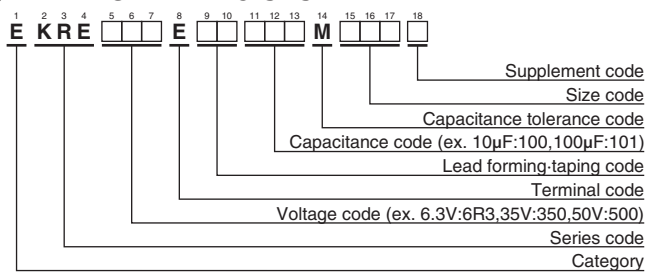 1 2 3 4 5 6 7 8 9 10 11 12 13 14 15 16 17 18
E KRE □□□ E □□ □□□ M □□□ □
Supplement code
Size code
Capacitance tolerance code
Capacitance code (ex. 10µF:100,100µF:101)
Lead forming·taping code
Terminal code
Voltage code (ex. 6.3V:6R3,35V:350,50V:500)
Series code
Category